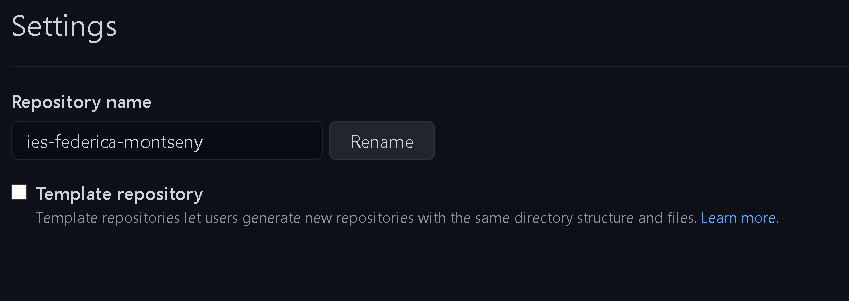 Settings
Repository name
ies-federica-montseny
Rename
Template repository
Template repositories let users generate new repositories with the same directory structure and files. Learn more.